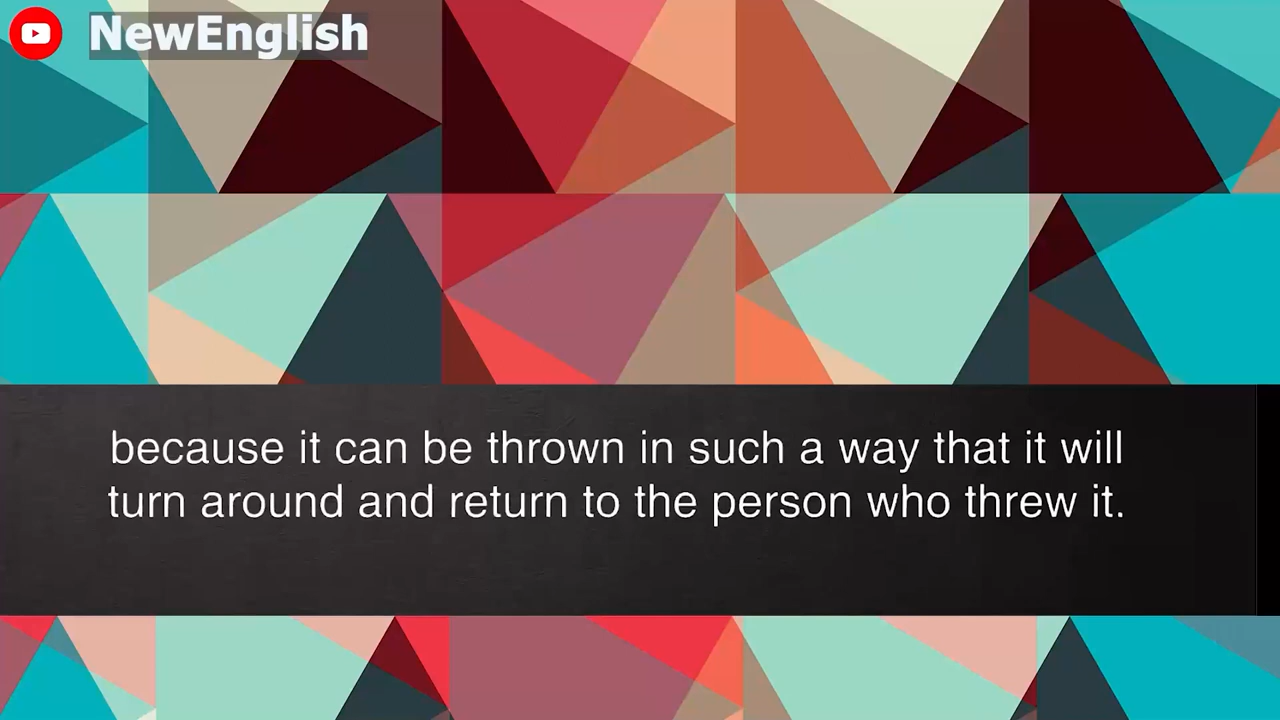 NewEnglish
because it can be thrown in such a way that it will
turn around and return to the person who threw it.